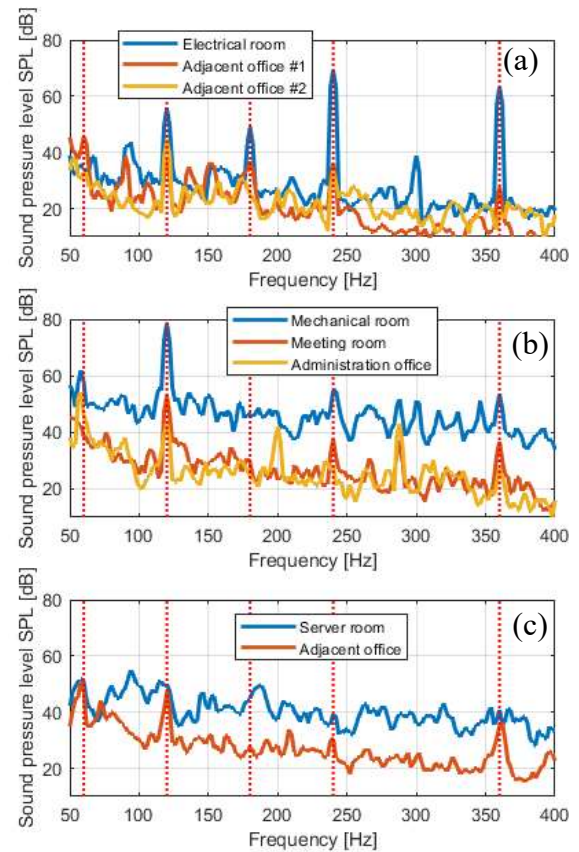 80
Electrical room
(a)
Adjacent office #1
Adjacent office #2
60
40
20
Sound pressure level SPL [dB]
50 100 150 200 250 300 350 400
Frequency [Hz]
80
Mechanical room
(b)
Meeting room
Administration office
60
40
20
Sound pressure level SPL [dB]
50 100 150 200 250 300 350 400
Frequency [Hz]
80
Server room
(c)
Adjacent office
60
40
20
Sound pressure level SPL [dB]
50 100 150 200 250 300 350 400
Frequency [Hz]